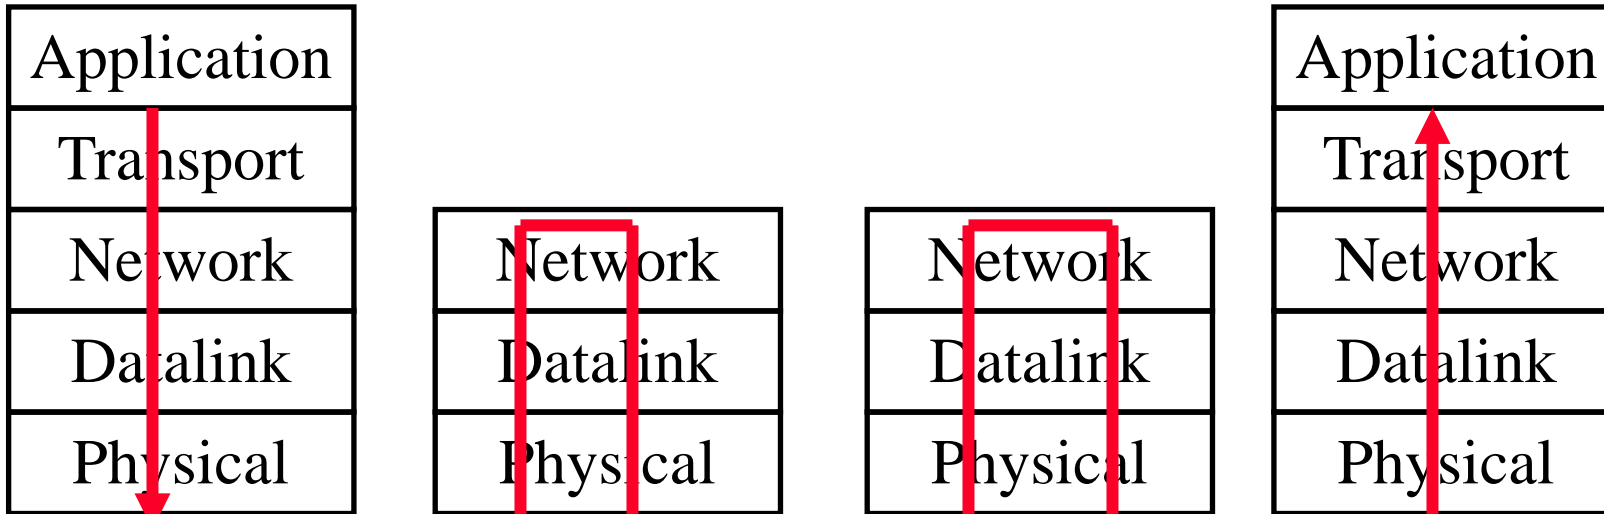 Application
Transport
Network
Datalink
Physical
Network
Datalink
Physical
Network
Datalink
Physical
Application
Transport
Network
Datalink
Physical